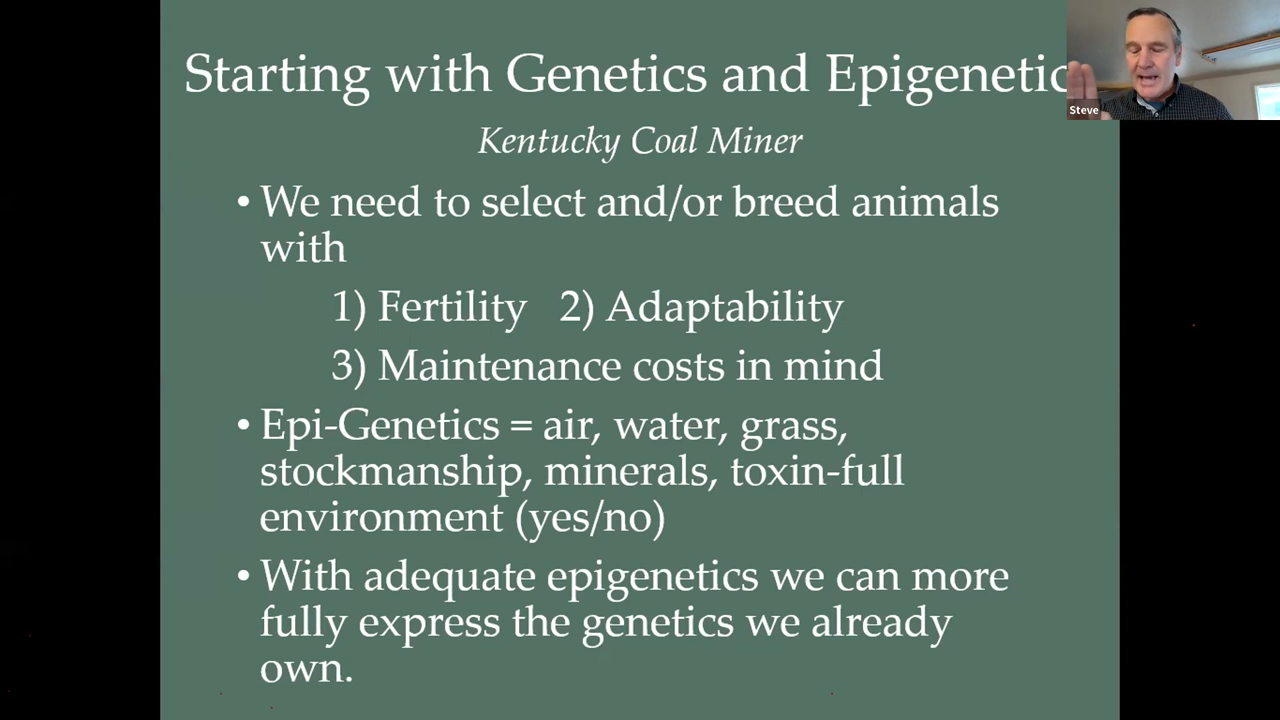 Starting with Genetics and Epigenetic
Steve
Kentucky Coal Miner
• We need to select and/or breed animals
with
1) Fertility 2) Adaptability
3) Maintenance costs in mind
• Epi-Genetics = air, water, grass,
stockmanship, minerals, toxin-full
environment (yes/no)
• With adequate epigenetics we can more
fully express the genetics we already
own.